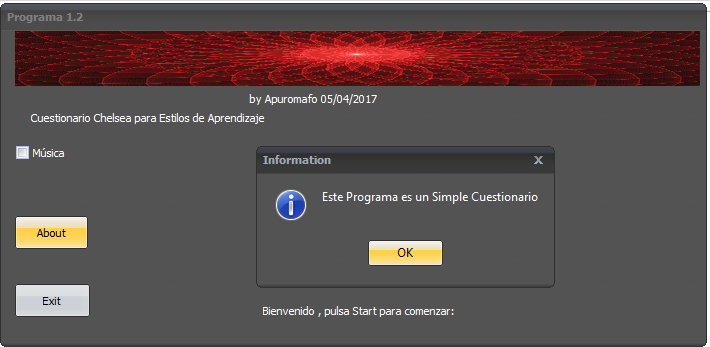 Programa 1.2
by Apuromafo 05/04/2017
Cuestionario Chelsea para Estilos de Aprendizaje
Música
Information
X
Este Programa es un Simple Cuestionario
About
OK
Exit
Bienvenido , pulsa Start para comenzar: